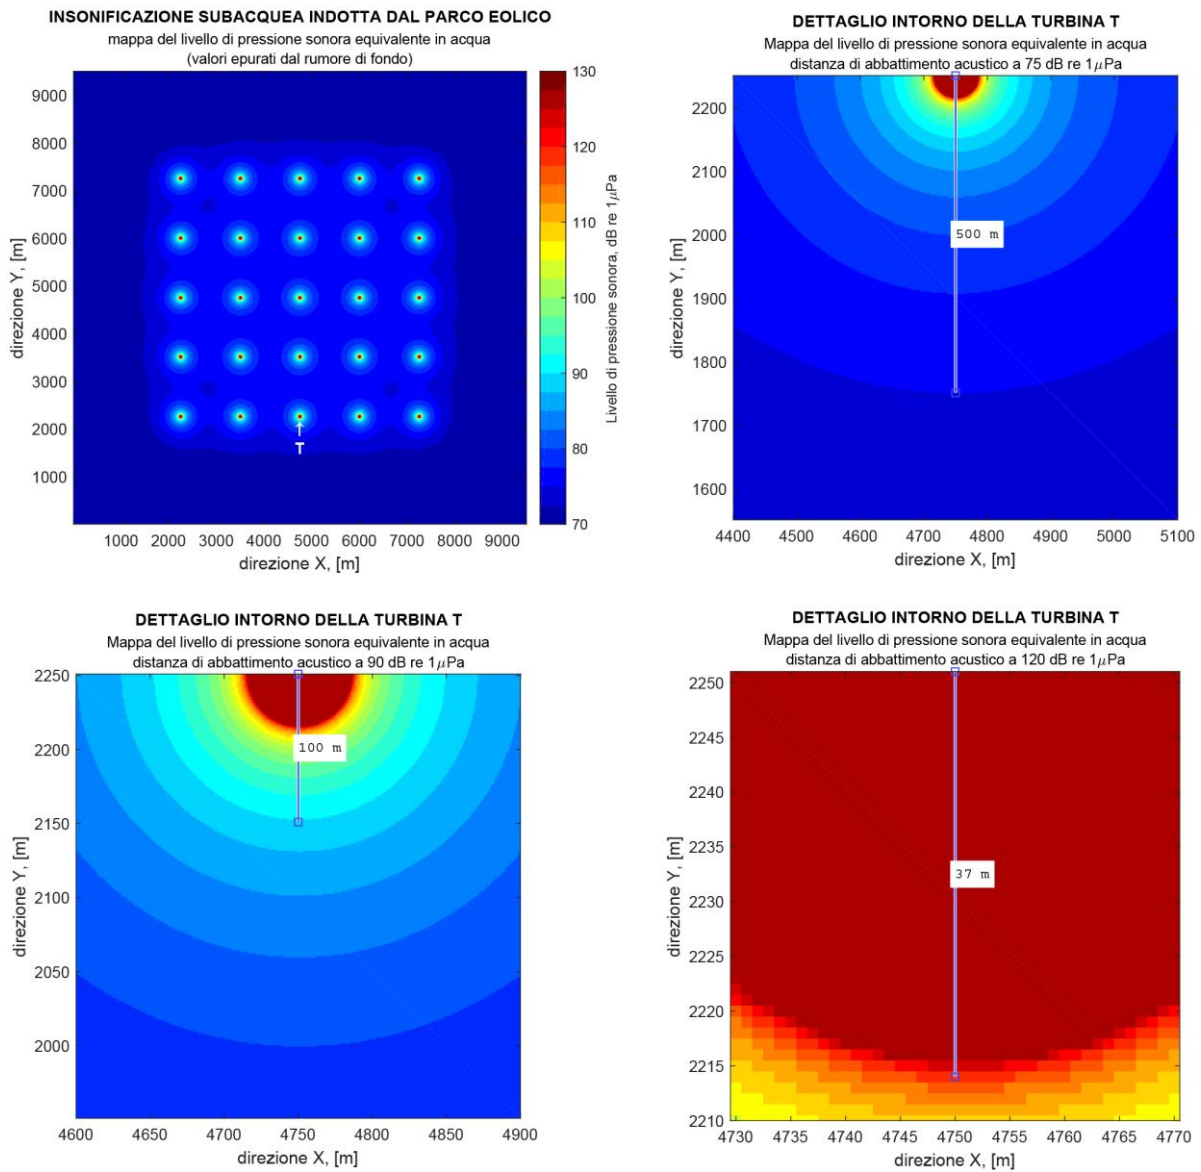 INSONIFICAZIONE SUBACQUEA INDOTTA DAL PARCO EOLICO
mappa del livello di pressione sonora equivalente in acqua
(valori epurati dal rumore di fondo)
9000
8000
7000
6000
5000
4000
3000
2000
1000
direzione Y, [m]
T
1000 2000 3000 4000 5000 6000 7000 8000 9000
direzione X, [m]
130
120
110
100
90
80
70
Livello di pressione sonora, dB re 1μPa
DETTAGLIO INTORNO DELLA TURBINA T
Mappa del livello di pressione sonora equivalente in acqua
distanza di abbattimento acustico a 75 dB re 1μPa
2200
2100
2000
1900
1800
1700
1600
direzione Y, [m]
500 m
4400 4500 4600 4700 4800 4900 5000 5100
direzione X, [m]
DETTAGLIO INTORNO DELLA TURBINA T
Mappa del livello di pressione sonora equivalente in acqua
distanza di abbattimento acustico a 90 dB re 1μPa
2250
2200
2150
2100
2050
2000
direzione Y, [m]
100 m
4600 4650 4700 4750 4800 4850 4900
direzione X, [m]
DETTAGLIO INTORNO DELLA TURBINA T
Mappa del livello di pressione sonora equivalente in acqua
distanza di abbattimento acustico a 120 dB re 1μPa
2250
2245
2240
2235
2230
2225
2220
2215
2210
direzione Y, [m]
37 m
4730 4735 4740 4745 4750 4755 4760 4765 4770
direzione X, [m]